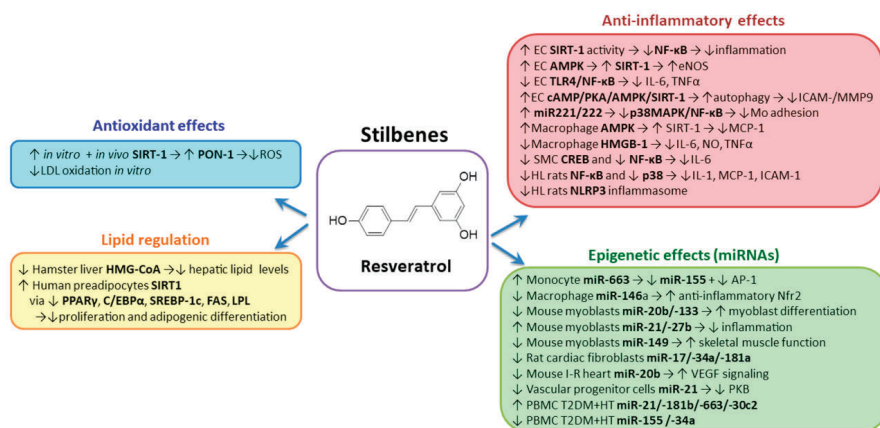 Antioxidant effects
↑ in vitro + in vivo SIRT-1 → ↑ PON-1 → ↓ROS
↓LDL oxidation in vitro
Lipid regulation
↓ Hamster liver HMG-CoA → ↓ hepatic lipid levels
↑ Human preadipocytes SIRT1
via ↓ PPARγ, C/EBPα, SREBP-1c, FAS, LPL
→ ↓proliferation and adipogenic differentiation
Stilbenes
HO
OH
OH
Resveratrol
Anti-inflammatory effects
↑ EC SIRT-1 activity → ↓NF-κB → ↓inflammation
↑ EC AMPK → ↑ SIRT-1 → ↑eNOS
↓ EC TLR4/NF-κB → ↓ IL-6, TNFα
↑EC cAMP/PKA/AMPK/SIRT-1 → ↑autophagy → ↓ICAM-/MMP9
↑ miR221/222 → ↓p38MAPK/NF-κB → ↓Mo adhesion
↑Macrophage AMPK → ↑ SIRT-1 → ↓MCP-1
↓Macrophage HMGB-1 → ↓IL-6, NO, TNFα
↓ SMC CREB and ↓ NF-κB → ↓IL-6
↓HL rats NF-κB and ↓ p38 → ↓IL-1, MCP-1, ICAM-1
↓HL rats NLRP3 inflammasome
Epigenetic effects (miRNAs)
↑ Monocyte miR-663 → ↓ miR-155 + ↓ AP-1
↓ Macrophage miR-146a → ↑ anti-inflammatory Nfr2
↓ Mouse myoblasts miR-20b/-133 → ↑ myoblast differentiation
↑ Mouse myoblasts miR-21/-27b → ↓ inflammation
↓ Mouse myoblasts miR-149 → ↑ skeletal muscle function
↓ Rat cardiac fibroblasts miR-17/-34a/-181a
↓ Mouse I-R heart miR-20b → ↑ VEGF signaling
↓ Vascular progenitor cells miR-21 → ↓ PKB
↑ PBMC T2DM+HT miR-21/-181b/-663/-30c2
↓ PBMC T2DM+HT miR-155 /-34a